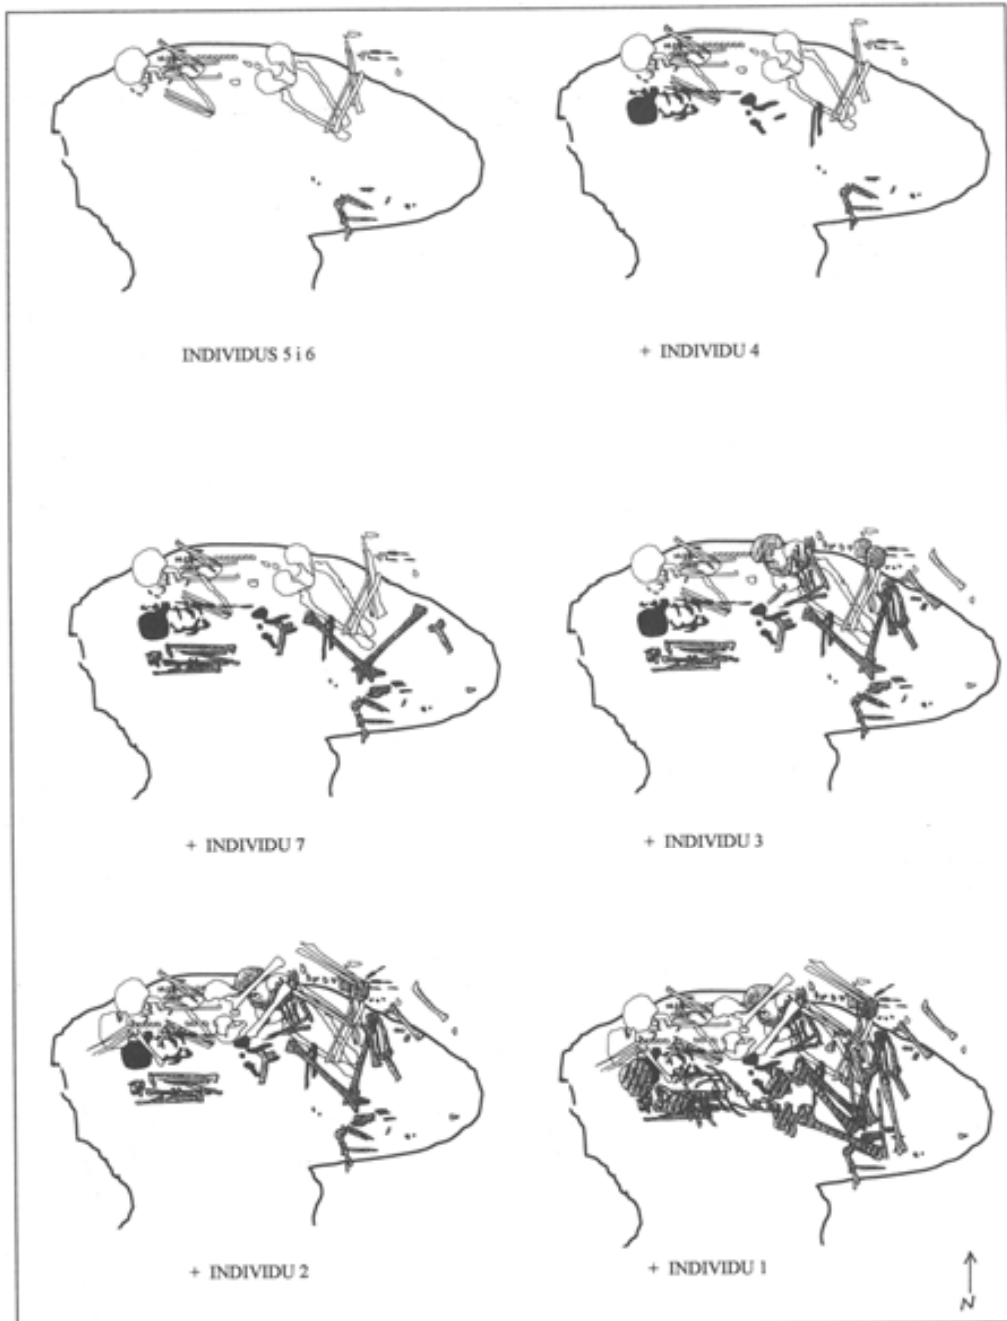 INDIVIDUS 5 i 6
+ INDIVIDU 4
+ INDIVIDU 7
+ INDIVIDU 3
+ INDIVIDU 2
+ INDIVIDU 1
N